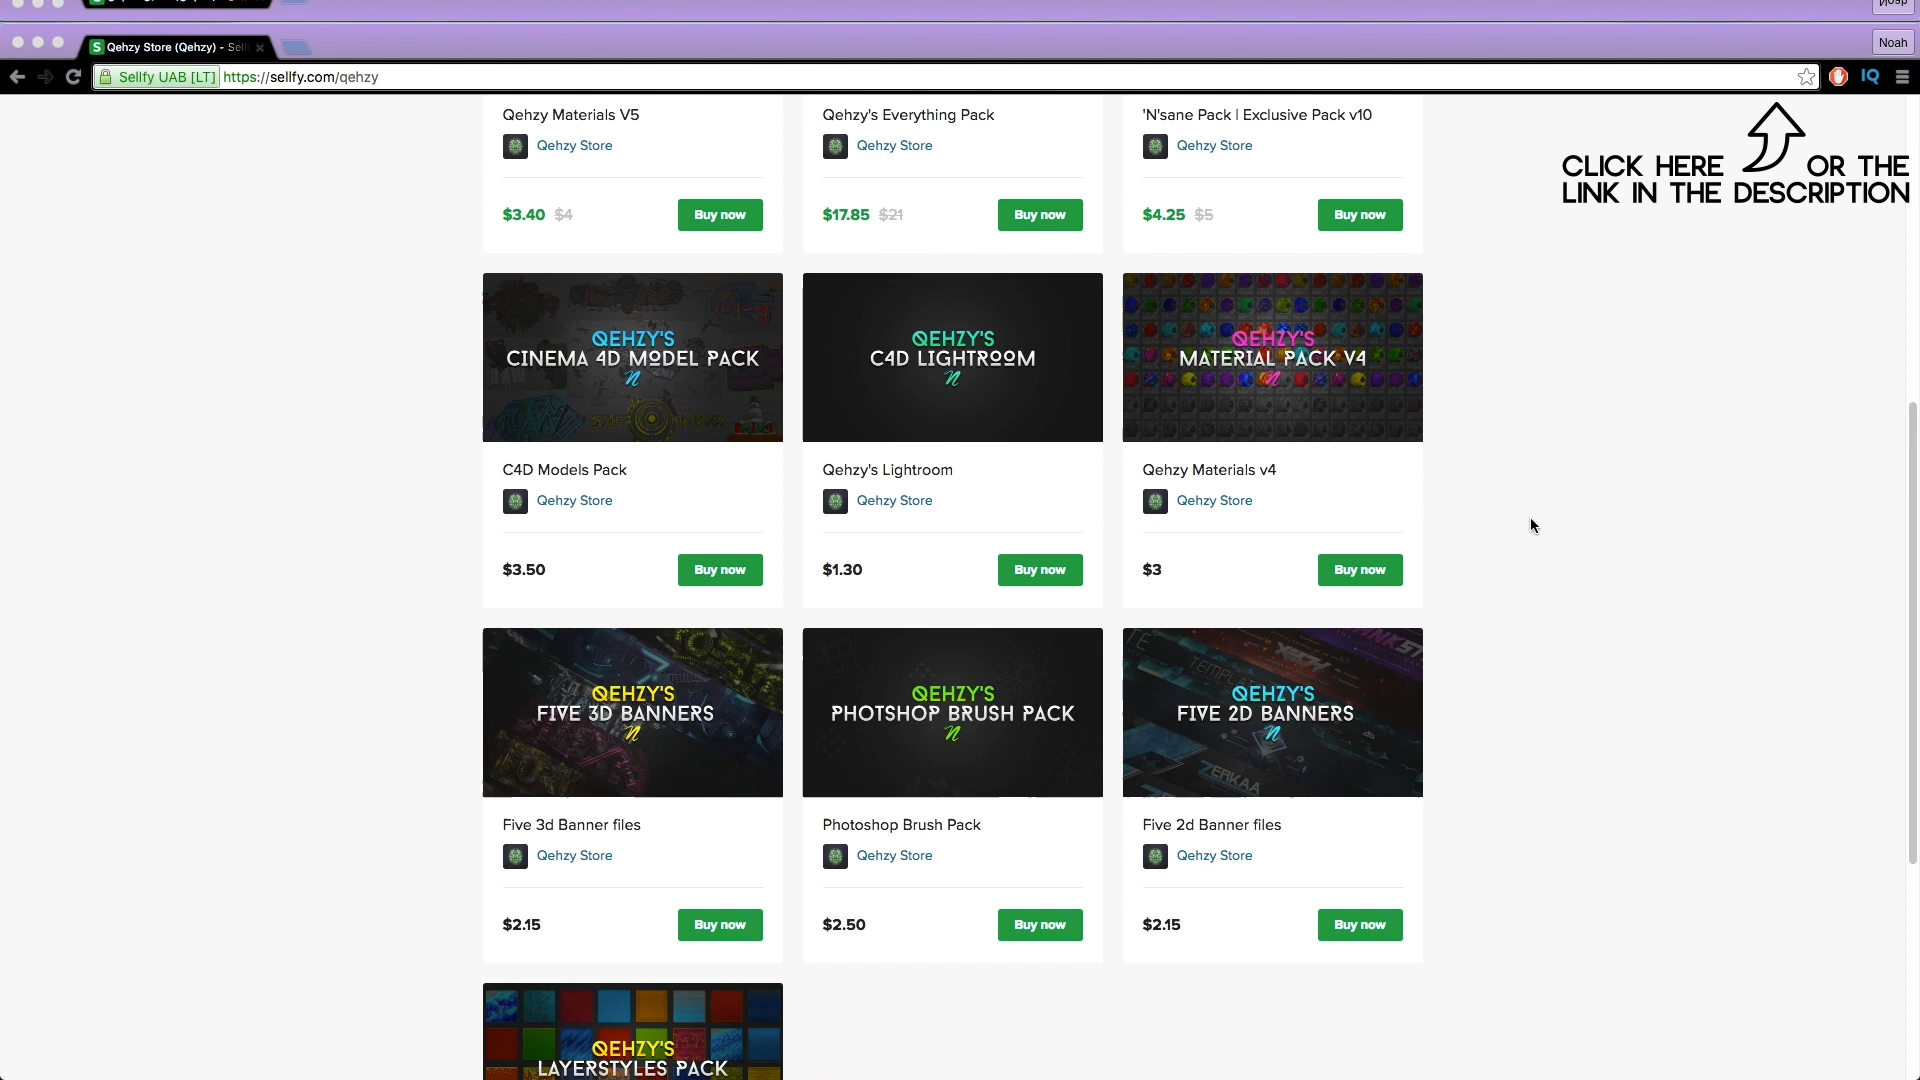 Noah
Qehzy Store (Qehzy) - Sell
Noah
Sellfy UAB [LT] https://sellfy.com/qehzy
IQ
CLICK HERE OR THE
LINK IN THE DESCRIPTION
Qehzy Materials V5
Qehzy Store
$3.40 $4
Buy now
Qehzy's Everything Pack
Qehzy Store
$17.85 $21
Buy now
'N'sane Pack | Exclusive Pack v10
Qehzy Store
$4.25 $5
Buy now
QEHZY'S
CINEMA 4D MODEL PACK
N
C4D Models Pack
Qehzy Store
$3.50
Buy now
QEHZY'S
C4D LIGHTROOM
N
Qehzy's Lightroom
Qehzy Store
$1.30
Buy now
QEHZY'S
MATERIAL PACK V4
N
Qehzy Materials v4
Qehzy Store
$3
Buy now
QEHZY'S
FIVE 3D BANNERS
N
FURY
Five 3d Banner files
Qehzy Store
$2.15
Buy now
QEHZY'S
PHOTSHOP BRUSH PACK
N
Photoshop Brush Pack
Qehzy Store
$2.50
Buy now
TEMPLAT
QEHZY'S
FIVE 2D BANNERS
N
ZERKAA
Five 2d Banner files
Qehzy Store
$2.15
Buy now
QEHZY'S
LAYERSTYLES PACK